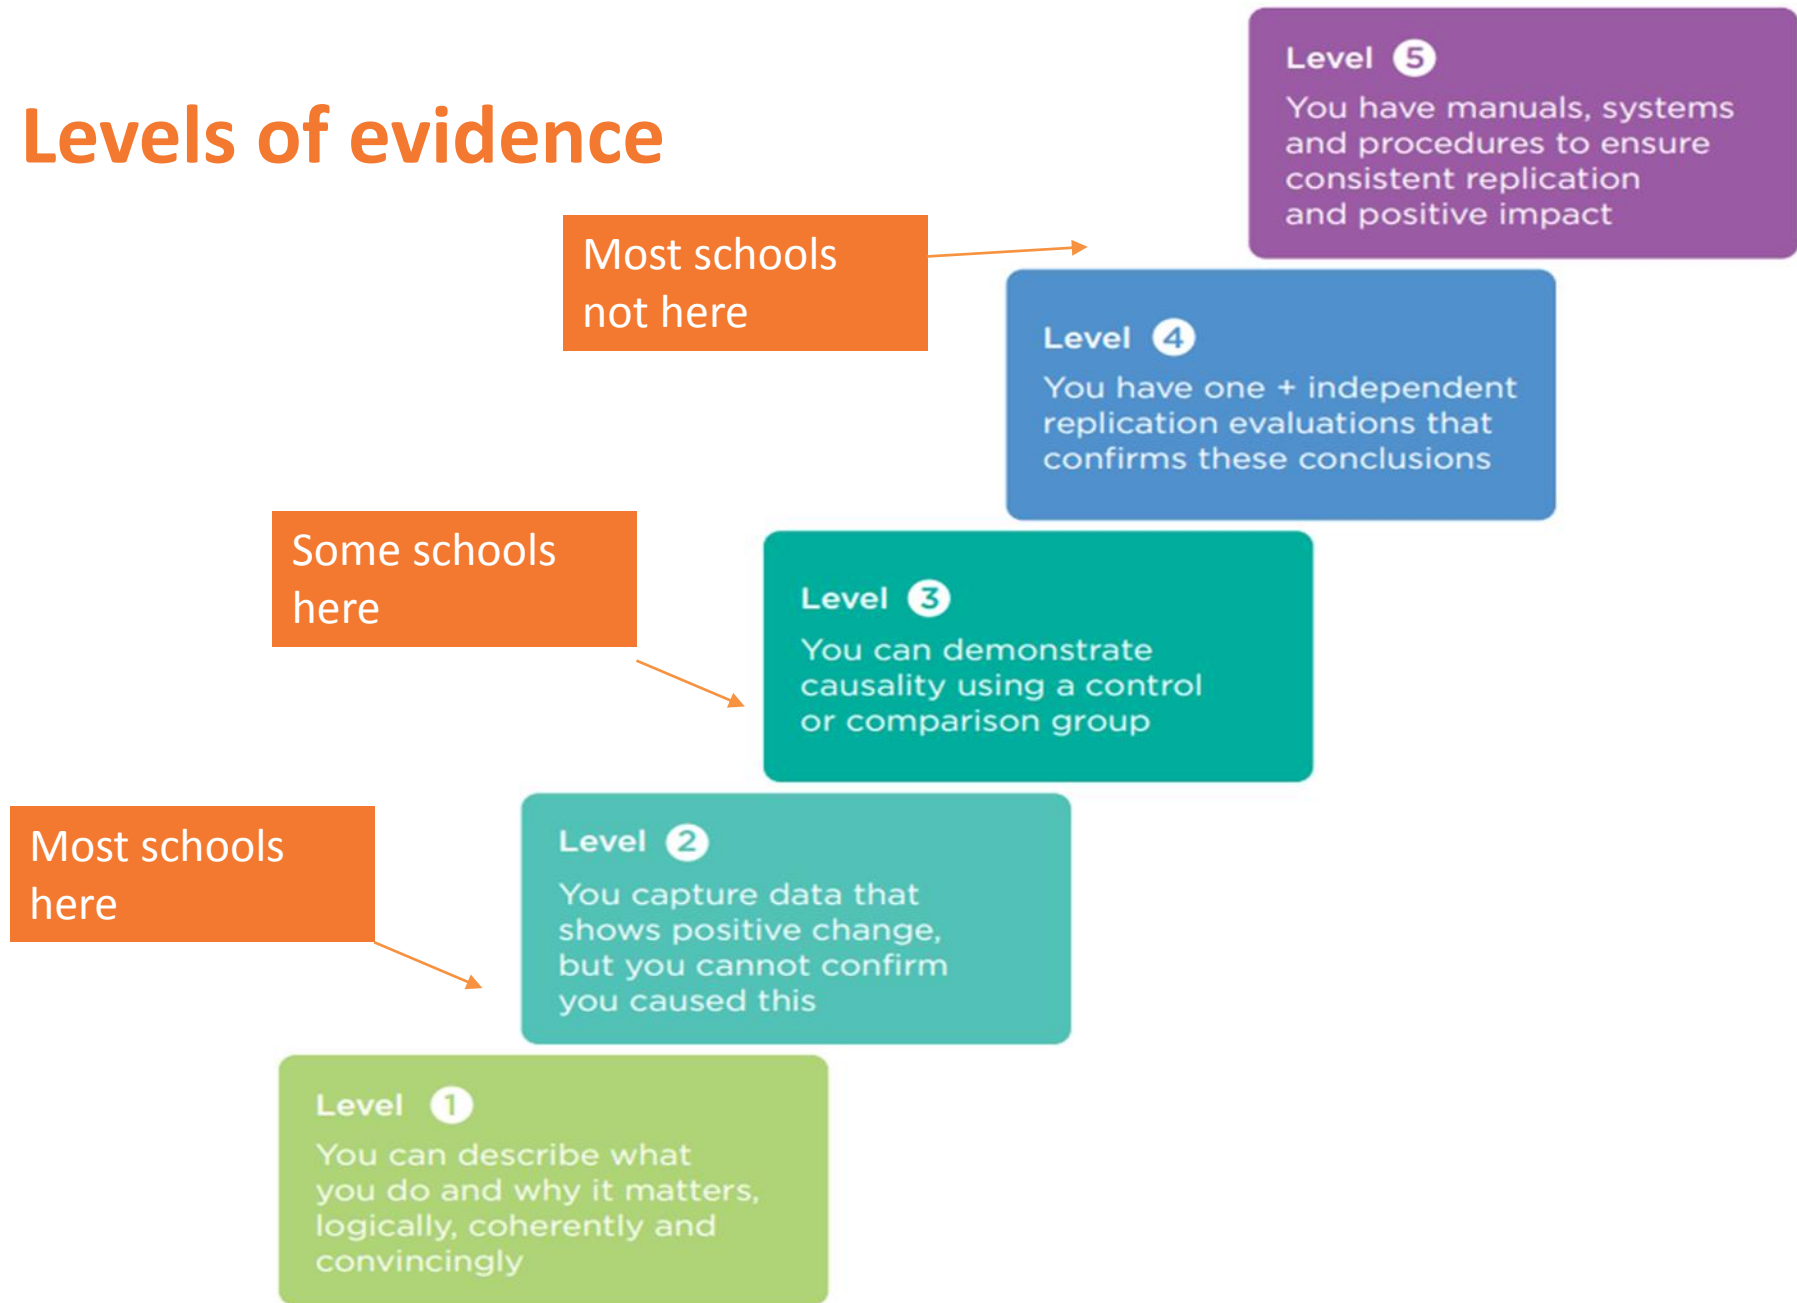 Levels of evidence
Level 5
You have manuals, systems
and procedures to ensure
consistent replication
and positive impact
Most schools
not here
Level 4
You have one + independent
replication evaluations that
confirms these conclusions
Some schools
here
Level 3
You can demonstrate
causality using a control
or comparison group
Most schools
here
Level 2
You capture data that
shows positive change,
but you cannot confirm
you caused this
Level 1
You can describe what
you do and why it matters,
logically, coherently and
convincingly